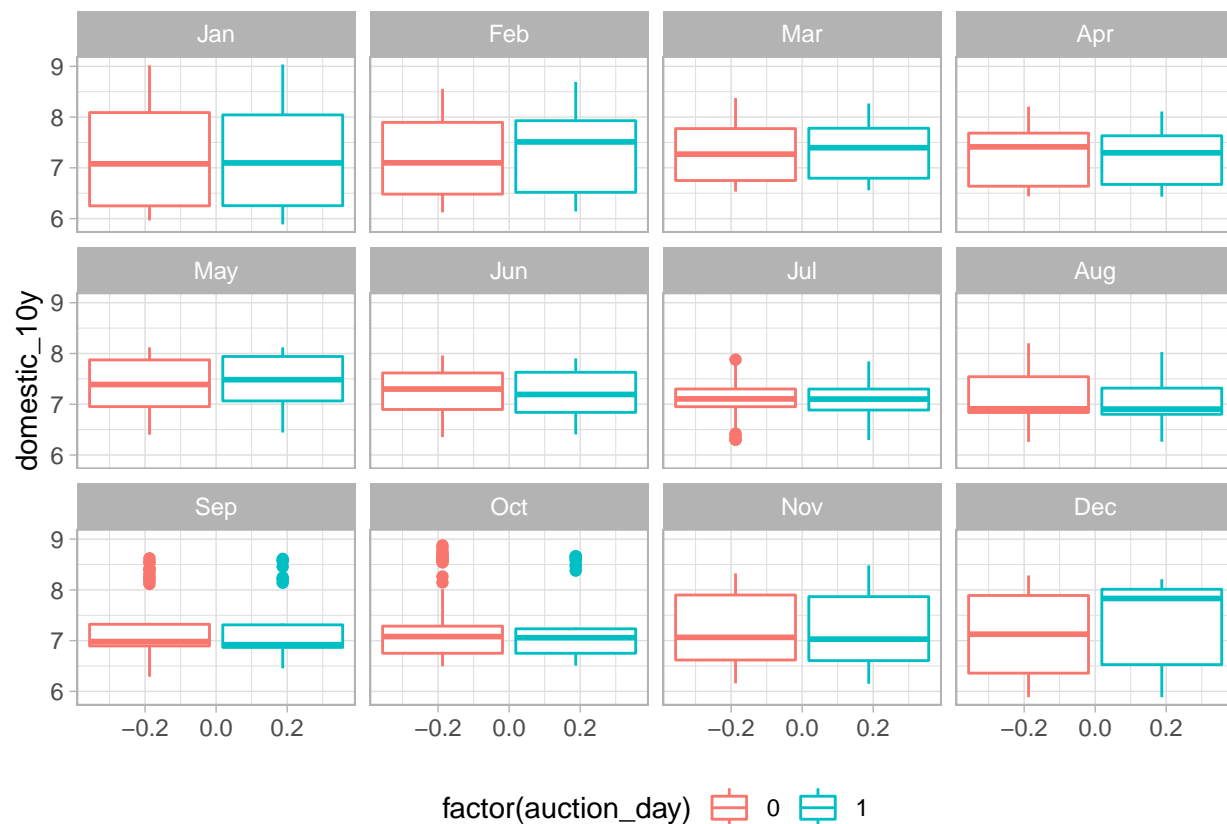 Jan Feb Mar Apr
9
8
7
6
May Jun Jul Aug
9
8
7
6
domestic_10y
Sep Oct Nov Dec
9
8
7
6
−0.2 0.0 0.2 −0.2 0.0 0.2 −0.2 0.0 0.2 −0.2 0.0 0.2
factor(auction_day) 0 1